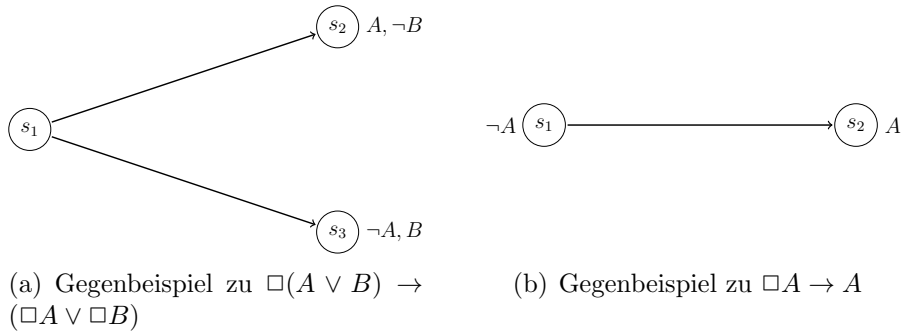 s₂ A, ¬B
s₁
s₃ ¬A, B
(a) Gegenbeispiel zu □(A ∨ B) →
(□A ∨ □B)
¬A s₁ s₂ A
(b) Gegenbeispiel zu □A → A